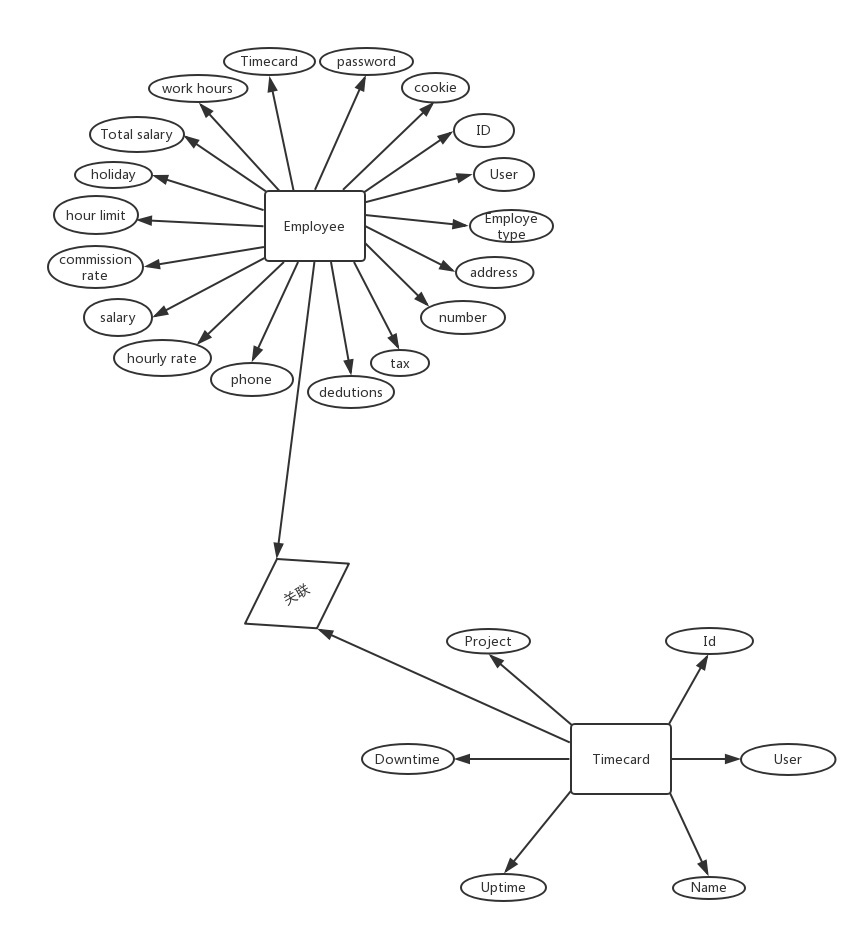 Timecard
password
work hours
cookie
Total salary
ID
holiday
User
hour limit
Employe
type
Employee
commission
rate
address
salary
number
hourly rate
tax
phone
dedutions
关联
Project
Id
Downtime
Timecard
User
Uptime
Name